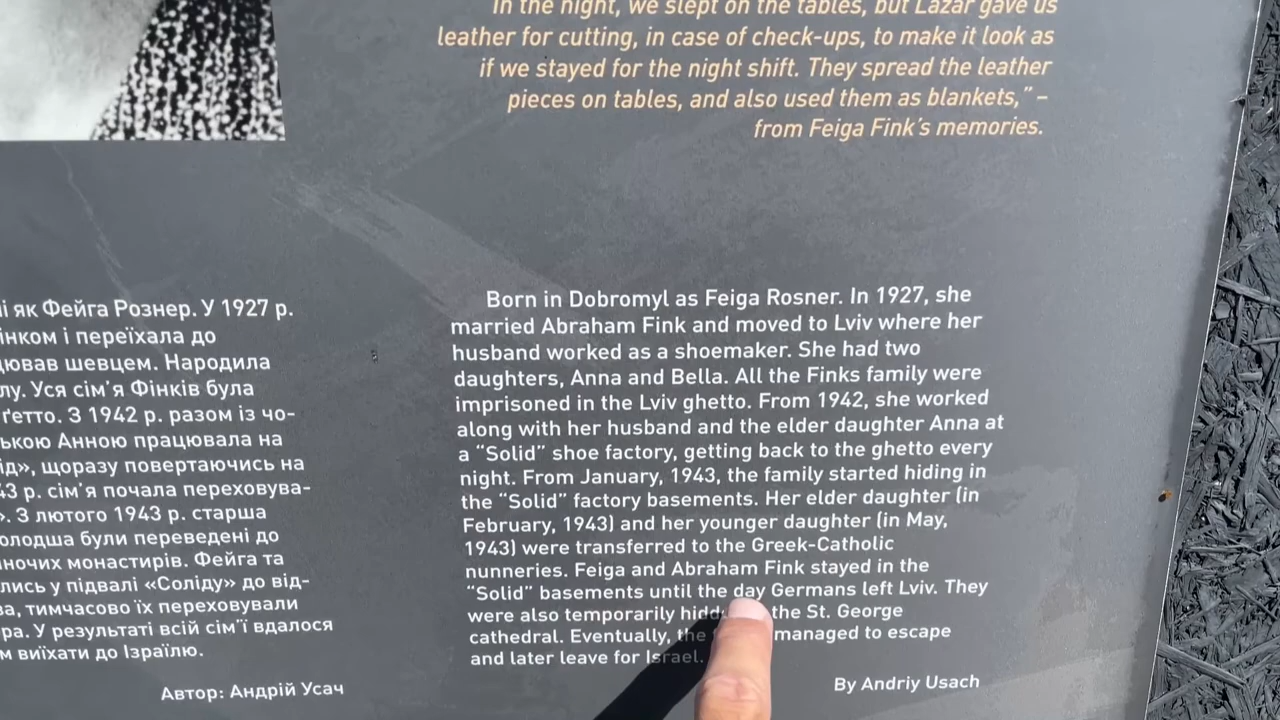 In the night, we slept on the tables, but Lazar gave us
leather for cutting, in case of check-ups, to make it look as
if we stayed for the night shift. They spread the leather
pieces on tables, and also used them as blankets,” –
from Feiga Fink’s memories.
і як Фейга Рознер. У 1927 р.
інком і переїхала до
ював шевцем. Народила
лу. Уся сім’я Фінків була
ґетто. З 1942 р. разом із чо-
ькою Анною працювала на
ід», щоразу повертаючись на
43 р. сім’я почала переховува-
». З лютого 1943 р. старша
олодша були переведені до
іночих монастирів. Фейга та
лись у підвалі «Соліду» до від-
ва, тимчасово їх переховували
ра. У результаті всій сім’ї вдалося
м виїхати до Ізраїлю.
Автор: Андрій Усач
Born in Dobromyl as Feiga Rosner. In 1927, she
married Abraham Fink and moved to Lviv where her
husband worked as a shoemaker. She had two
daughters, Anna and Bella. All the Finks family were
imprisoned in the Lviv ghetto. From 1942, she worked
along with her husband and the elder daughter Anna at
a “Solid” shoe factory, getting back to the ghetto every
night. From January, 1943, the family started hiding in
the “Solid” factory basements. Her elder daughter (in
February, 1943) and her younger daughter (in May,
1943) were transferred to the Greek-Catholic
nunneries. Feiga and Abraham Fink stayed in the
“Solid” basements until the day Germans left Lviv. They
were also temporarily the St. George
cathedral. Eventually, the managed to escape
and later leave for Israel.
By Andriy Usach